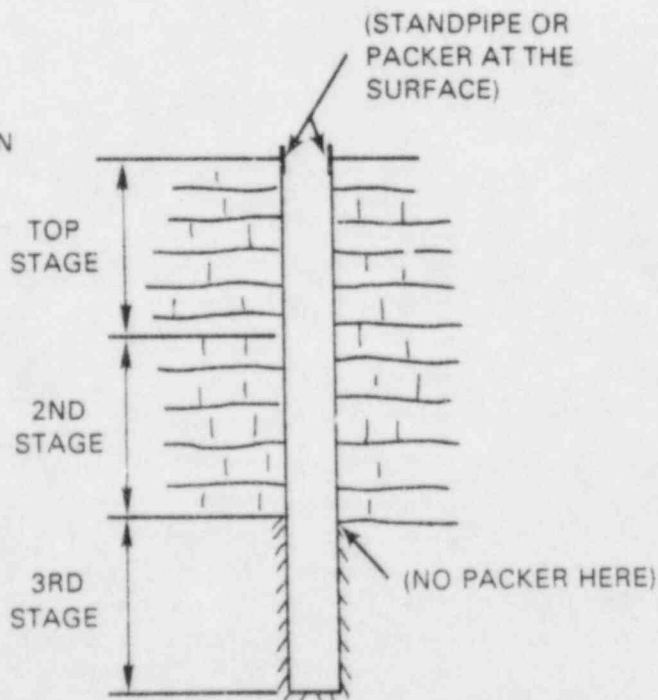 (STANDPIPE OR
PACKER AT THE
SURFACE)
N
TOP
STAGE
2ND
STAGE
(NO PACKER HERE)
3RD
STAGE